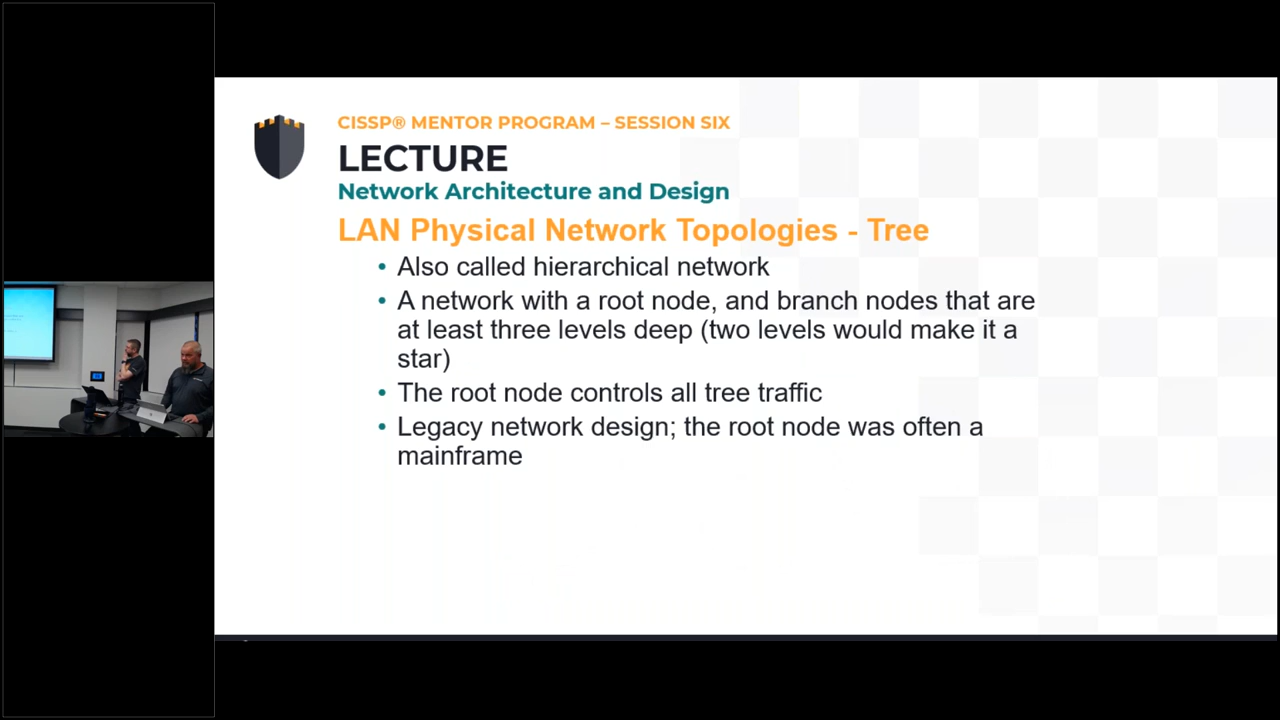 CISSP® MENTOR PROGRAM – SESSION SIX
LECTURE
Network Architecture and Design
LAN Physical Network Topologies - Tree
• Also called hierarchical network
• A network with a root node, and branch nodes that are
at least three levels deep (two levels would make it a
star)
• The root node controls all tree traffic
• Legacy network design; the root node was often a
mainframe